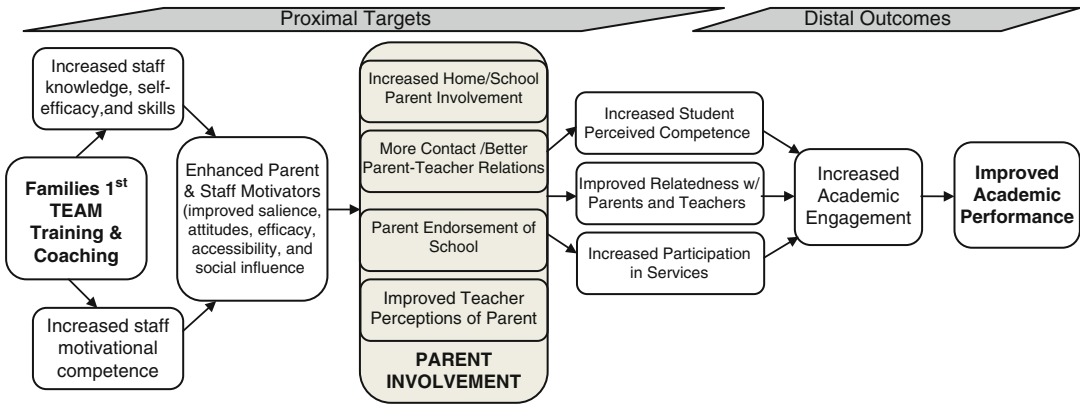 Proximal Targets
Distal Outcomes
Increased staff
knowledge, self-
efficacy,and skills
Families 1st
TEAM
Training &
Coaching
Increased staff
motivational
competence
Enhanced Parent
& Staff Motivators
(improved salience,
attitudes, efficacy,
accessibility, and
social influence
Increased Home/School
Parent Involvement
More Contact /Better
Parent-Teacher Relations
Parent Endorsement of
School
Improved Teacher
Perceptions of Parent
PARENT
INVOLVEMENT
Increased Student
Perceived Competence
Improved Relatedness w/
Parents and Teachers
Increased Participation
in Services
Increased
Academic
Engagement
Improved
Academic
Performance